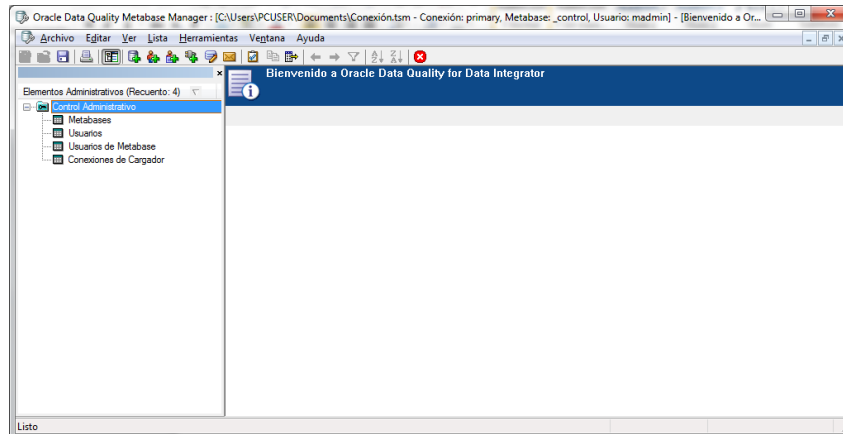 Oracle Data Quality Metabase Manager : [C:\Users\PCUSER\Documents\Conexión.tsm - Conexión: primary, Metabase: _control, Usuario: madmin] - [Bienvenido a Or...
Archivo Editar Ver Lista Herramientas Ventana Ayuda
Bienvenido a Oracle Data Quality for Data Integrator
Elementos Administrativos (Recuento: 4)
Control Administrativo
Metabases
Usuarios
Usuarios de Metabase
Conexiones de Cargador
Listo